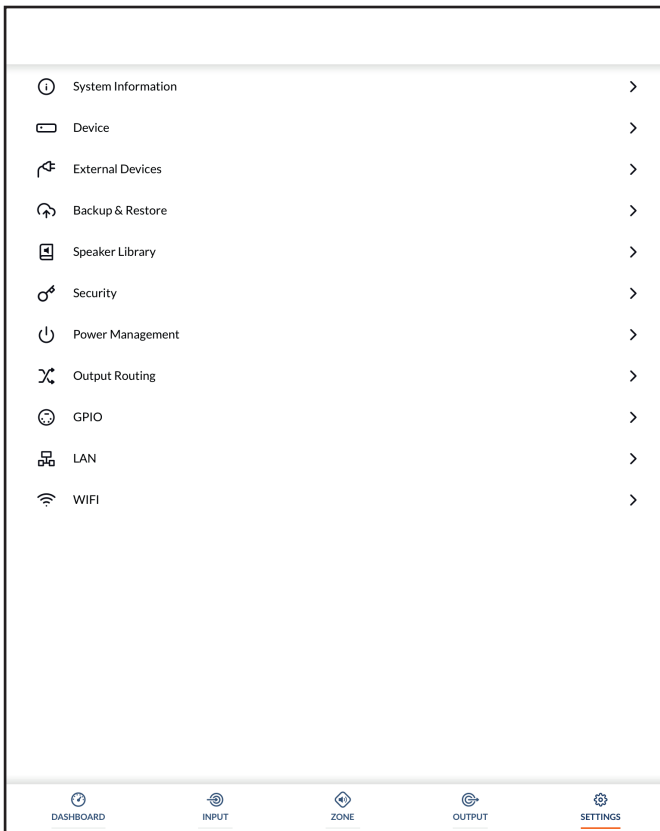 System Information
Device
External Devices
Backup & Restore
Speaker Library
Security
Power Management
Output Routing
GPIO
LAN
WIFI
DASHBOARD INPUT ZONE OUTPUT SETTINGS